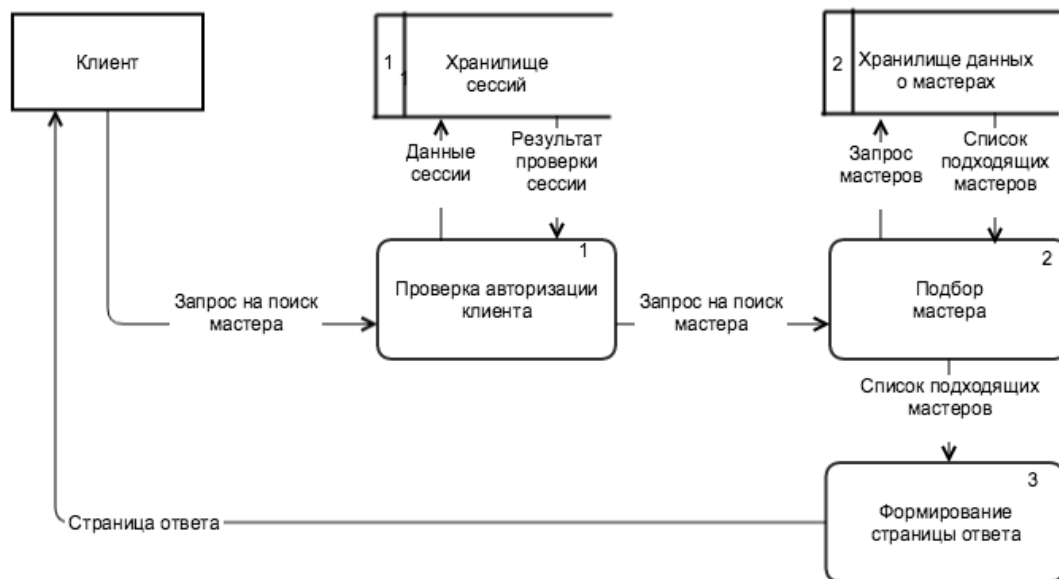 Клиент
1
1
Хранилище
сессий
2
Хранилище данных
о мастерах
Данные
сессии
Результат
проверки
сессии
Запрос
мастеров
Список
подходящих
мастеров
Запрос на поиск
мастера
1
Проверка авторизации
клиента
Запрос на поиск
мастера
2
Подбор
мастера
Список подходящих
мастеров
3
Формирование
страницы ответа
Страница ответа